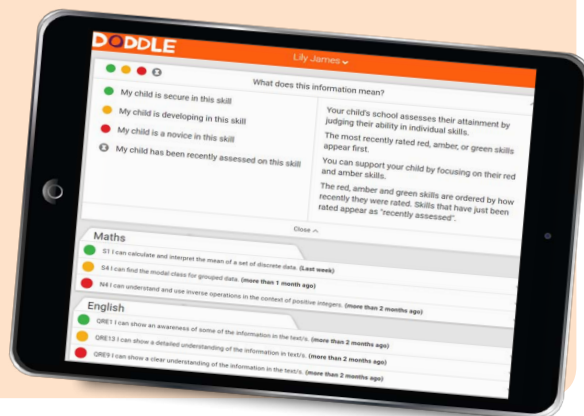 DODDLE
Lily James
What does this information mean?
My child is secure in this skill
My child is developing in this skill
My child is a novice in this skill
My child has been recently assessed on this skill
Your child's school assesses their attainment by
judging their ability in individual skills.
The most recently rated red, amber, or green skills
appear first.
You can support your child by focusing on their red
and amber skills.
The red, amber and green skills are ordered by how
recently they were rated. Skills that have just been
rated appear as "recently assessed".
Close
Maths
S1 I can calculate and interpret the mean of a set of discrete data. (Last week)
S4 I can find the modal class for grouped data. (more than 1 month ago)
N4 I can understand and use inverse operations in the context of positive integers. (more than 2 months ago)
English
QRE1 I can show an awareness of some of the information in the text/s. (more than 2 months ago)
QRE13 I can show a detailed understanding of the information in text/s. (more than 2 months ago)
QRE9 I can show a clear understanding of the information in the text/s. (more than 2 months ago)